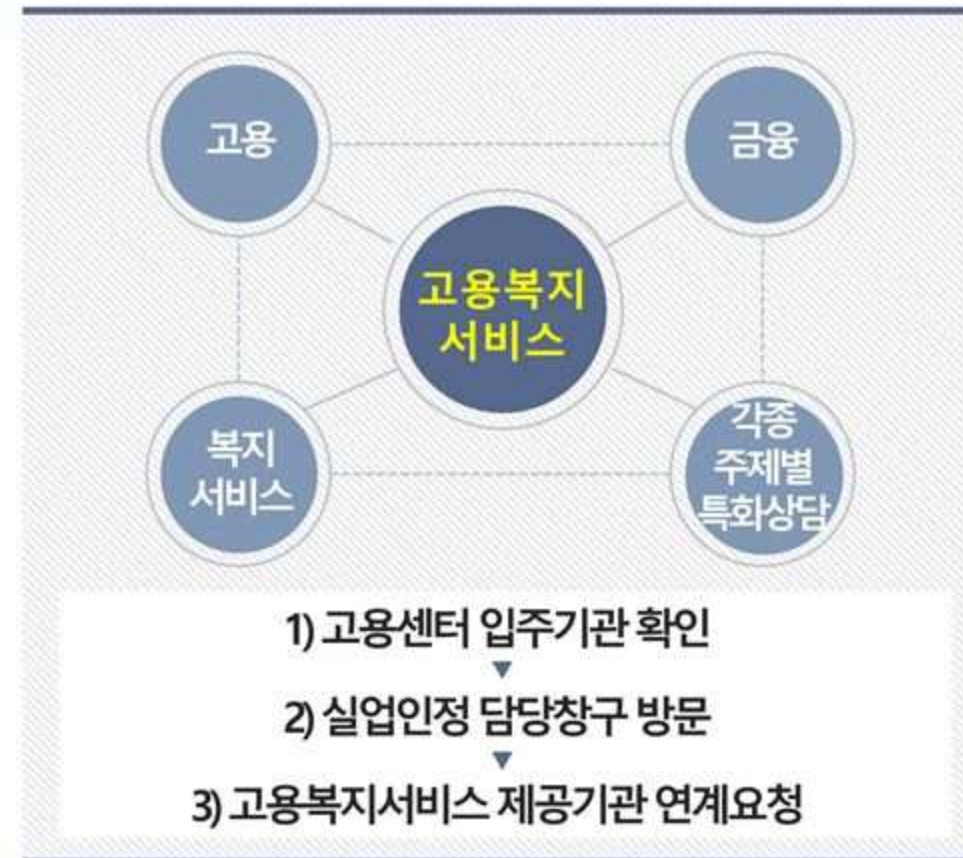 고용
금융
고용복지
서비스
복지
서비스
각종
주제별
특화상담
1) 고용센터 입주기관 확인
2) 실업인정 담당창구 방문
3) 고용복지서비스 제공기관 연계요청